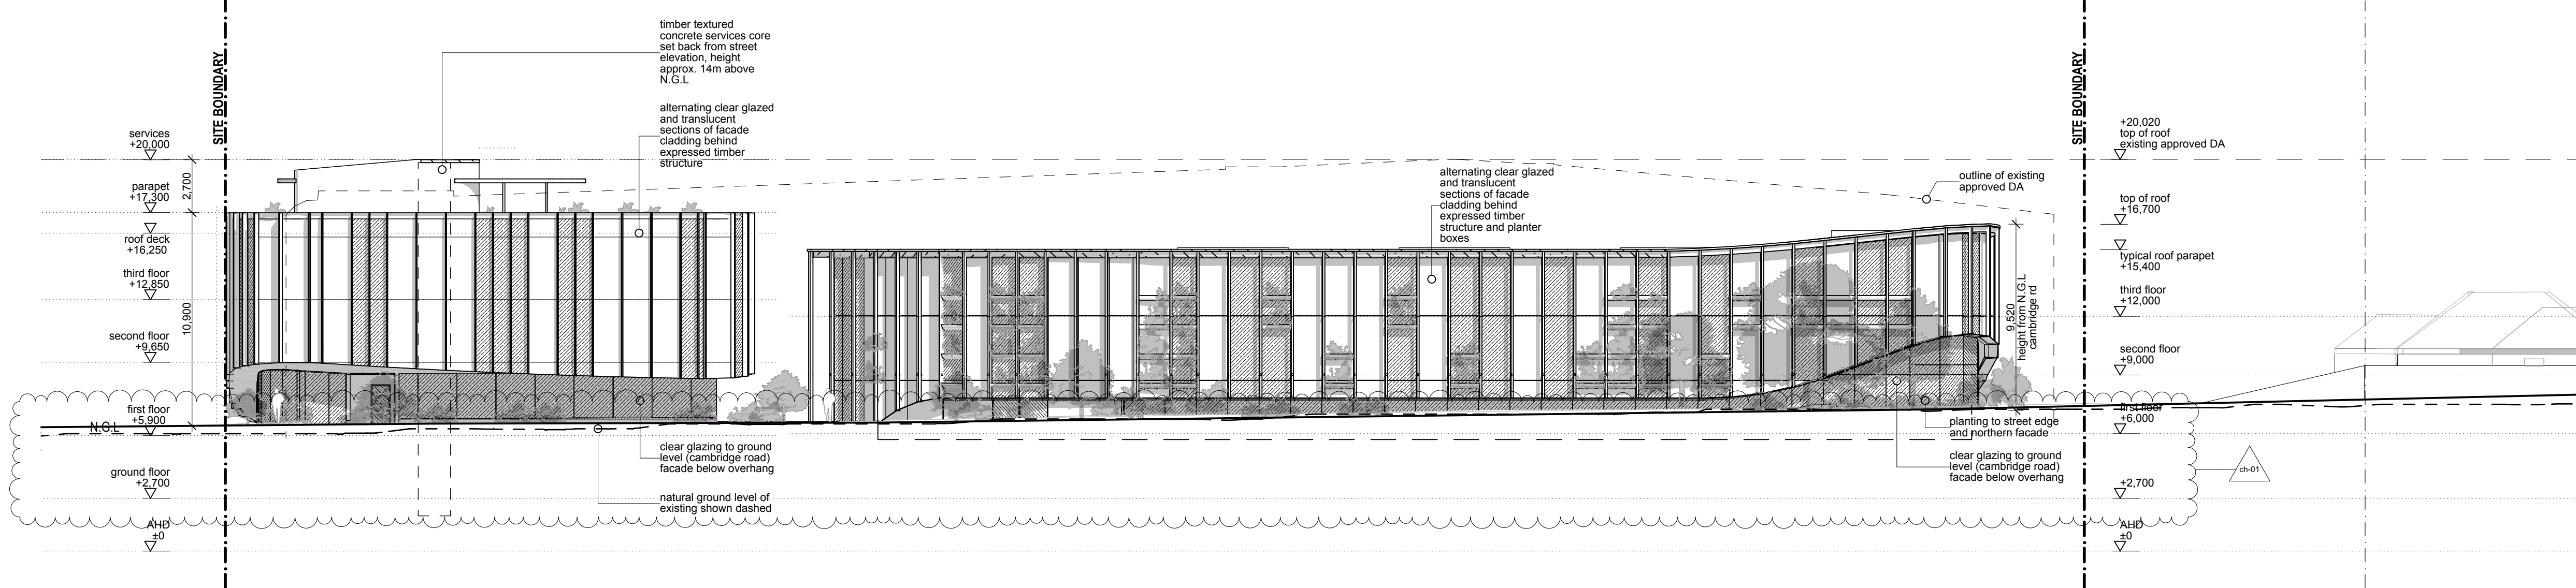 timber textured
concrete services core
set back from street
elevation, height
approx. 14m above
N.G.L
alternating clear glazed
and translucent
sections of facade
cladding behind
expressed timber
structure
SITE BOUNDARY
services
+20,000
parapet
+17,300
roof deck
+16,250
third floor
+12,850
second floor
+9,650
first floor
+5,900
N.G.L
ground floor
+2,700
AHD
±0
2,700
10,900
clear glazing to ground
level (cambridge road)
facade below overhang
natural ground level of
existing shown dashed
alternating clear glazed
and translucent
sections of facade
cladding behind
expressed timber
structure and planter
boxes
outline of existing
approved DA
9,520
height from N.G.L
cambridge rd
planting to street edge
and northern facade
clear glazing to ground
level (cambridge road)
facade below overhang
SITE BOUNDARY
+20,020
top of roof
existing approved DA
top of roof
+16,700
typical roof parapet
+15,400
third floor
+12,000
second floor
+9,000
first floor
+6,000
+2,700
AHD
±0
ch-01